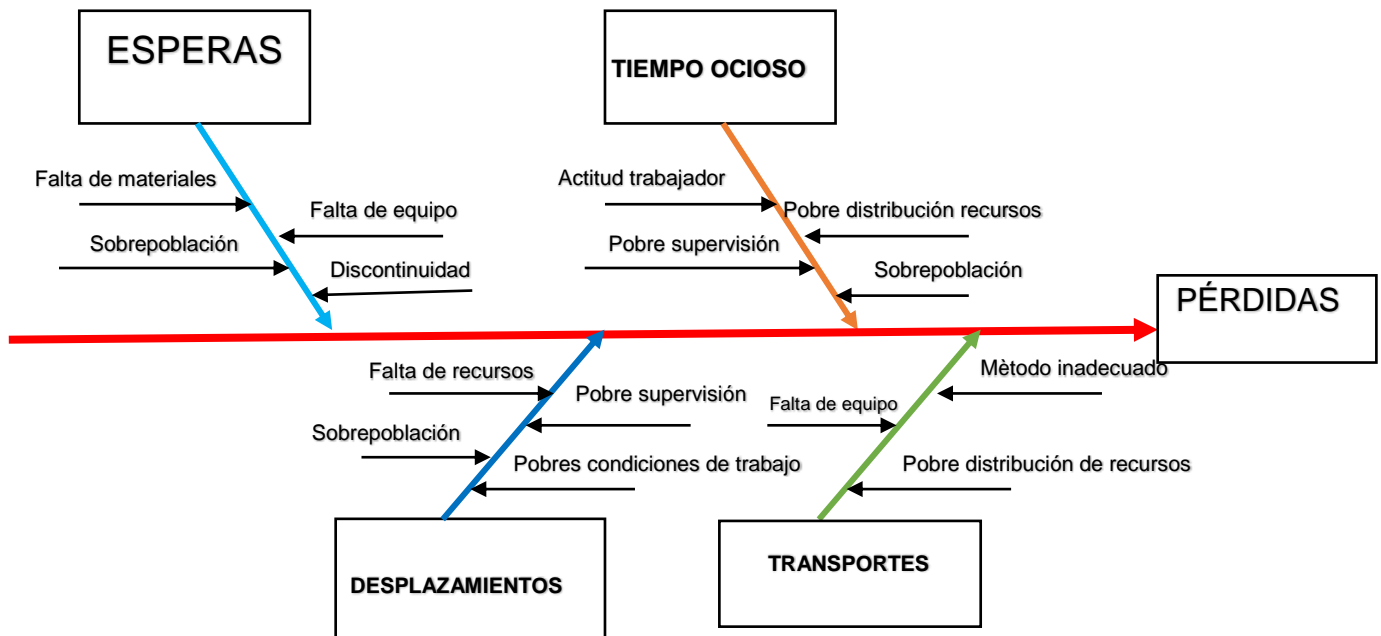 ESPERAS
TIEMPO OCIOSO
Falta de materiales
Falta de equipo
Sobrepoblación
Discontinuidad
Actitud trabajador
Pobre distribución recursos
Pobre supervisión
Sobrepoblación
PÉRDIDAS
Falta de recursos
Pobre supervisión
Sobrepoblación
Pobres condiciones de trabajo
Mètodo inadecuado
Falta de equipo
Pobre distribución de recursos
DESPLAZAMIENTOS
TRANSPORTES